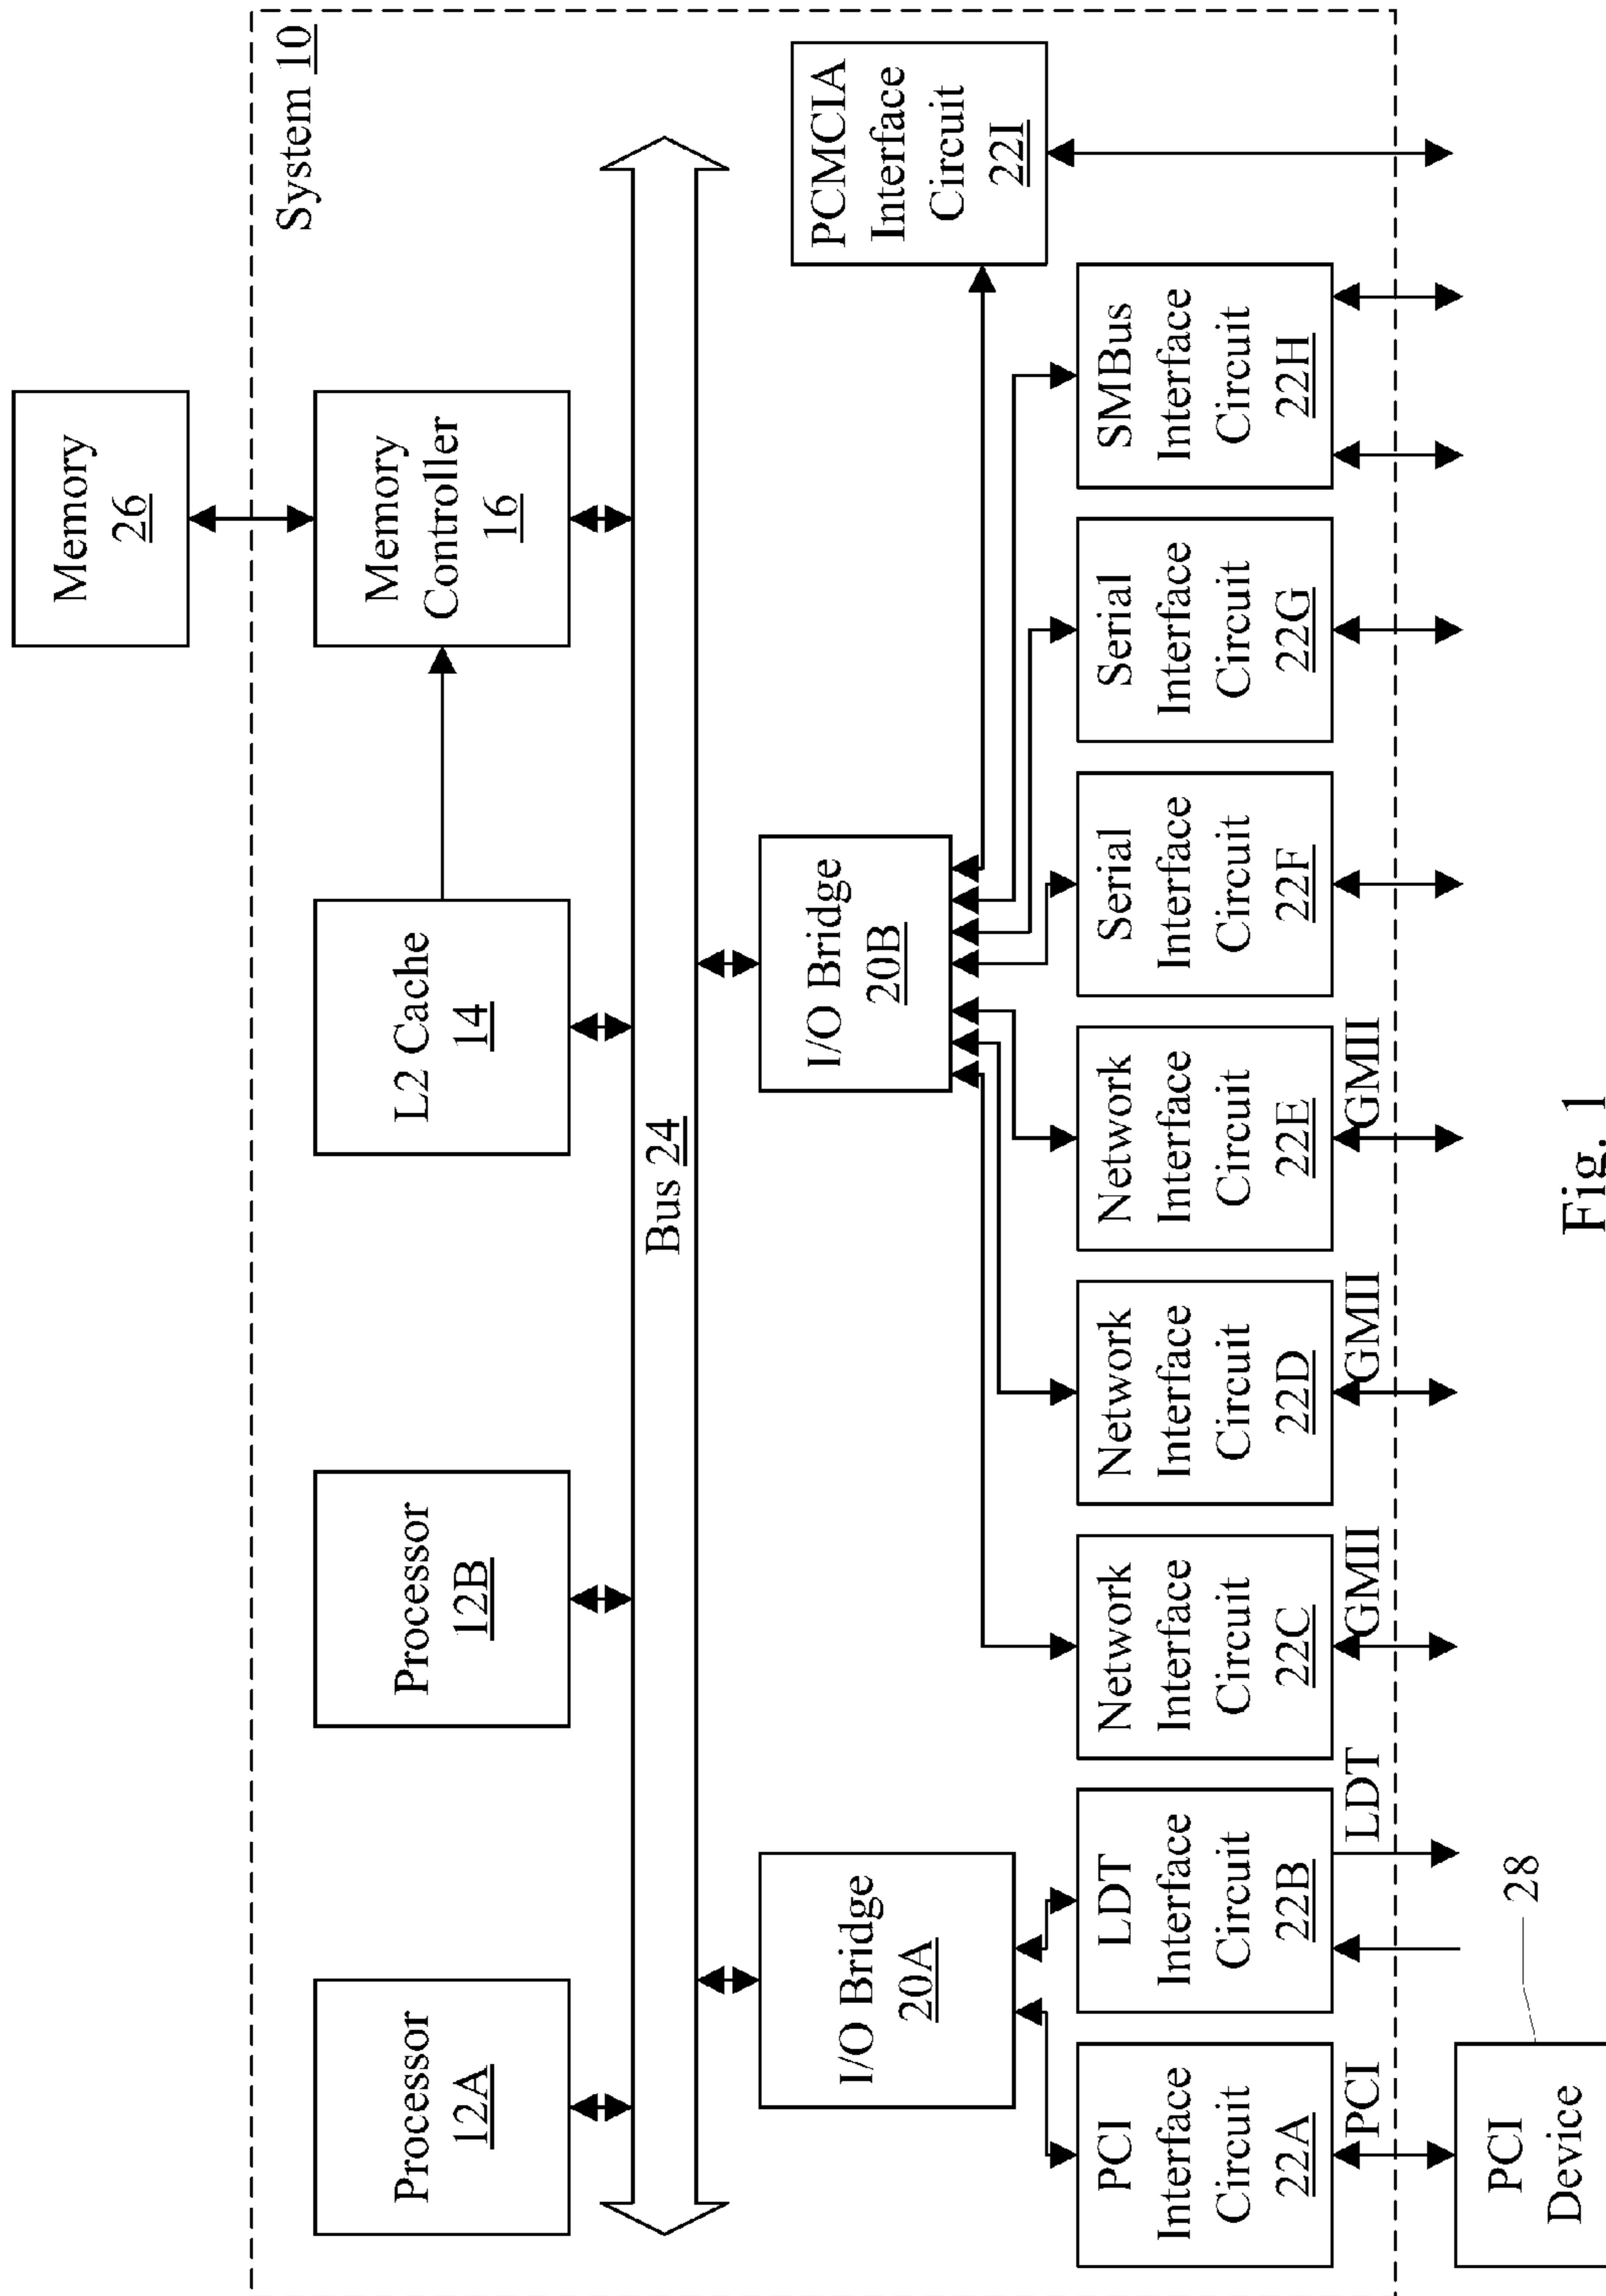 Memory
26
System 10
Processor
12A
Processor
12B
L2 Cache
14
Memory
Controller
16
Bus 24
I/O Bridge
20A
I/O Bridge
20B
PCMCIA
Interface
Circuit
22I
PCI
Interface
Circuit
22A
LDT
Interface
Circuit
22B
Network
Interface
Circuit
22C
Network
Interface
Circuit
22D
Network
Interface
Circuit
22E
Serial
Interface
Circuit
22F
Serial
Interface
Circuit
22G
SMBus
Interface
Circuit
22H
PCI
LDT
GMII
GMII
GMII
PCI
Device
28
Fig. 1